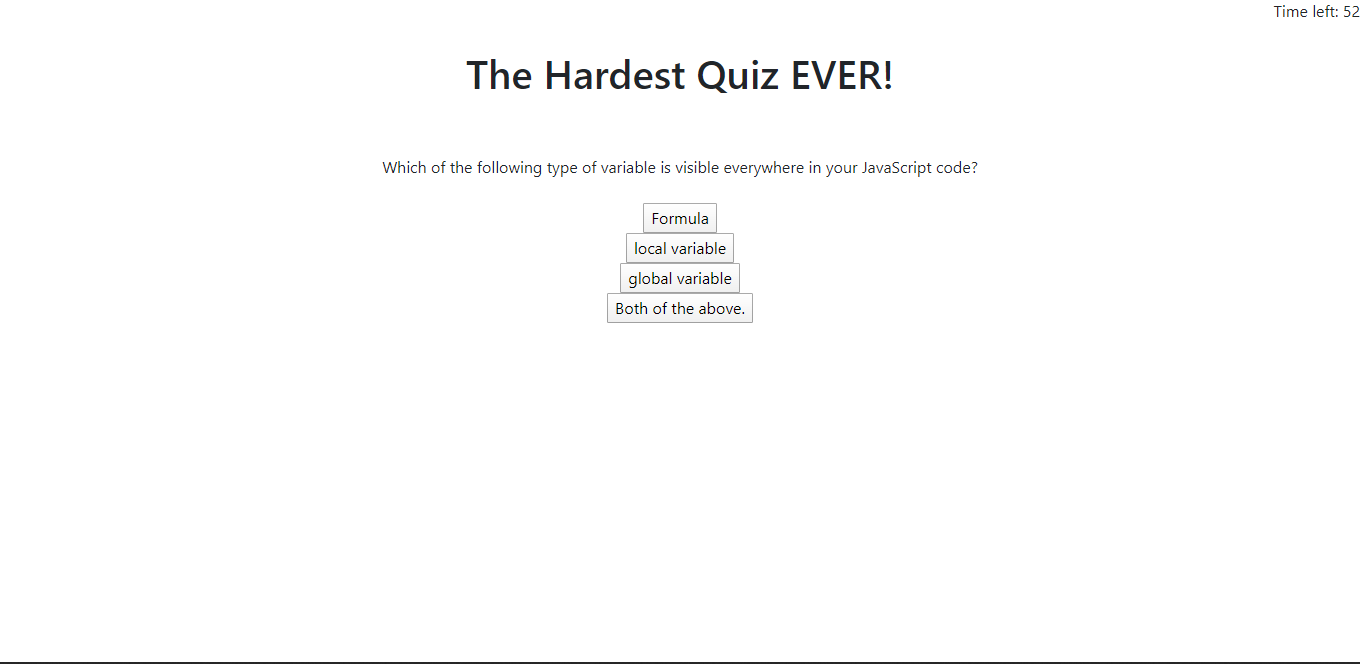 Time left: 52
The Hardest Quiz EVER!
Which of the following type of variable is visible everywhere in your JavaScript code?
Formula
local variable
global variable
Both of the above.